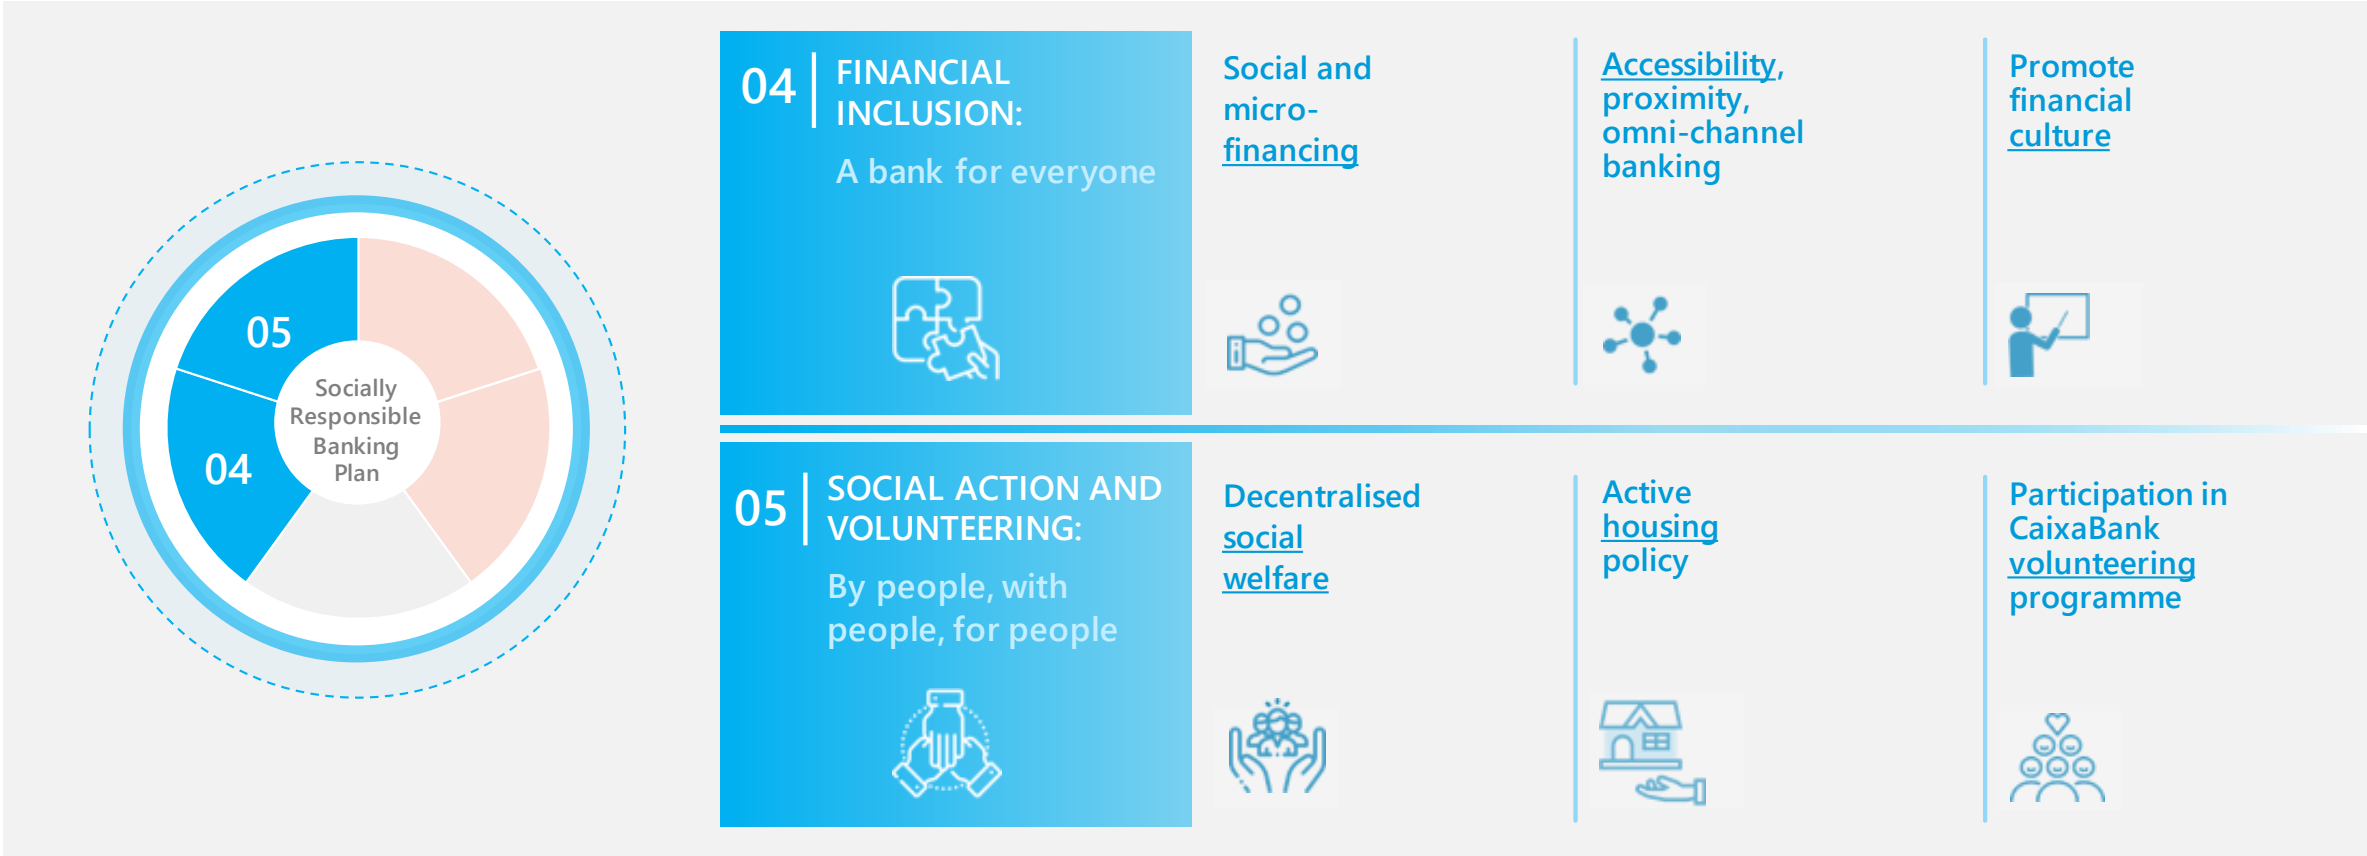 05
04
Socially
Responsible
Banking
Plan
04
FINANCIAL
INCLUSION:
A bank for everyone
Social and
micro-
financing
Accessibility,
proximity,
omni-channel
banking
Promote
financial
culture
05
SOCIAL ACTION AND
VOLUNTEERING:
By people, with
people, for people
Decentralised
social
welfare
Active
housing
policy
Participation in
CaixaBank
volunteering
programme